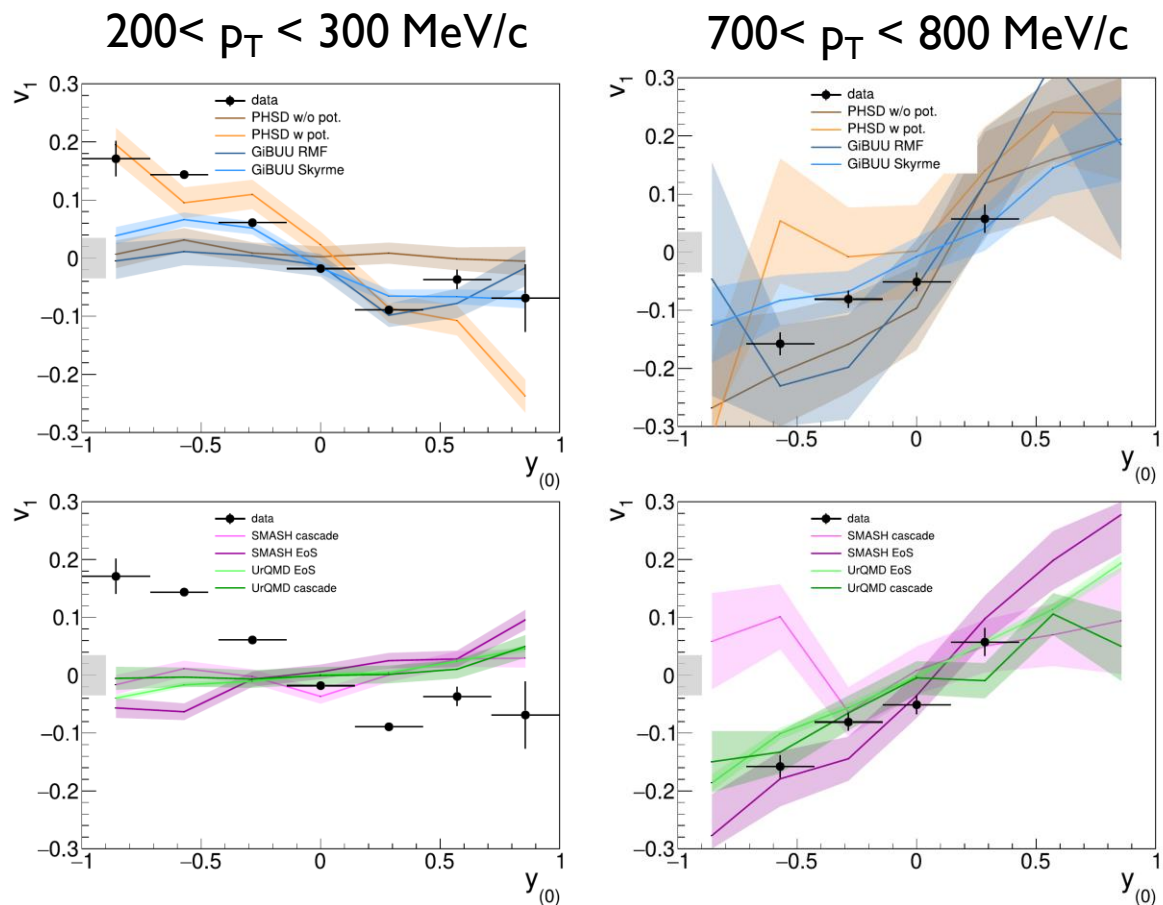 200< pT < 300 MeV/c
700< pT < 800 MeV/c
v1
0.3
0.2
0.1
0
−0.1
−0.2
−0.3
data
PHSD w/o pot.
PHSD w pot.
GiBUU RMF
GiBUU Skyrme
−1
−0.5
0
0.5
1
y(0)
v1
0.3
0.2
0.1
0
−0.1
−0.2
−0.3
data
PHSD w/o pot.
PHSD w pot.
GiBUU RMF
GiBUU Skyrme
−1
−0.5
0
0.5
1
y(0)
v1
0.3
0.2
0.1
0
−0.1
−0.2
−0.3
data
SMASH cascade
SMASH EoS
UrQMD EoS
UrQMD cascade
−1
−0.5
0
0.5
1
y(0)
v1
0.3
0.2
0.1
0
−0.1
−0.2
−0.3
data
SMASH cascade
SMASH EoS
UrQMD EoS
UrQMD cascade
−1
−0.5
0
0.5
1
y(0)